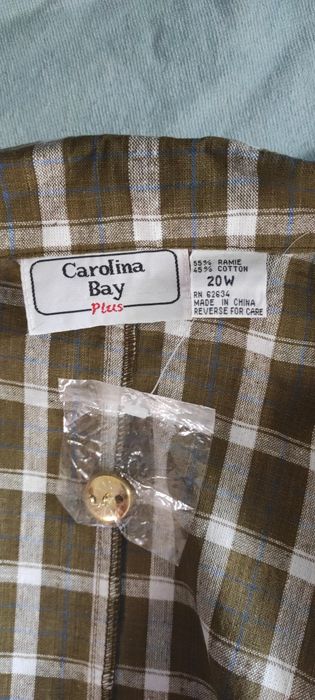 Carolina
Bay
Plus
55% RAMIE
45% COTTON
20W
RN 62634
MADE IN CHINA
REVERSE FOR CARE